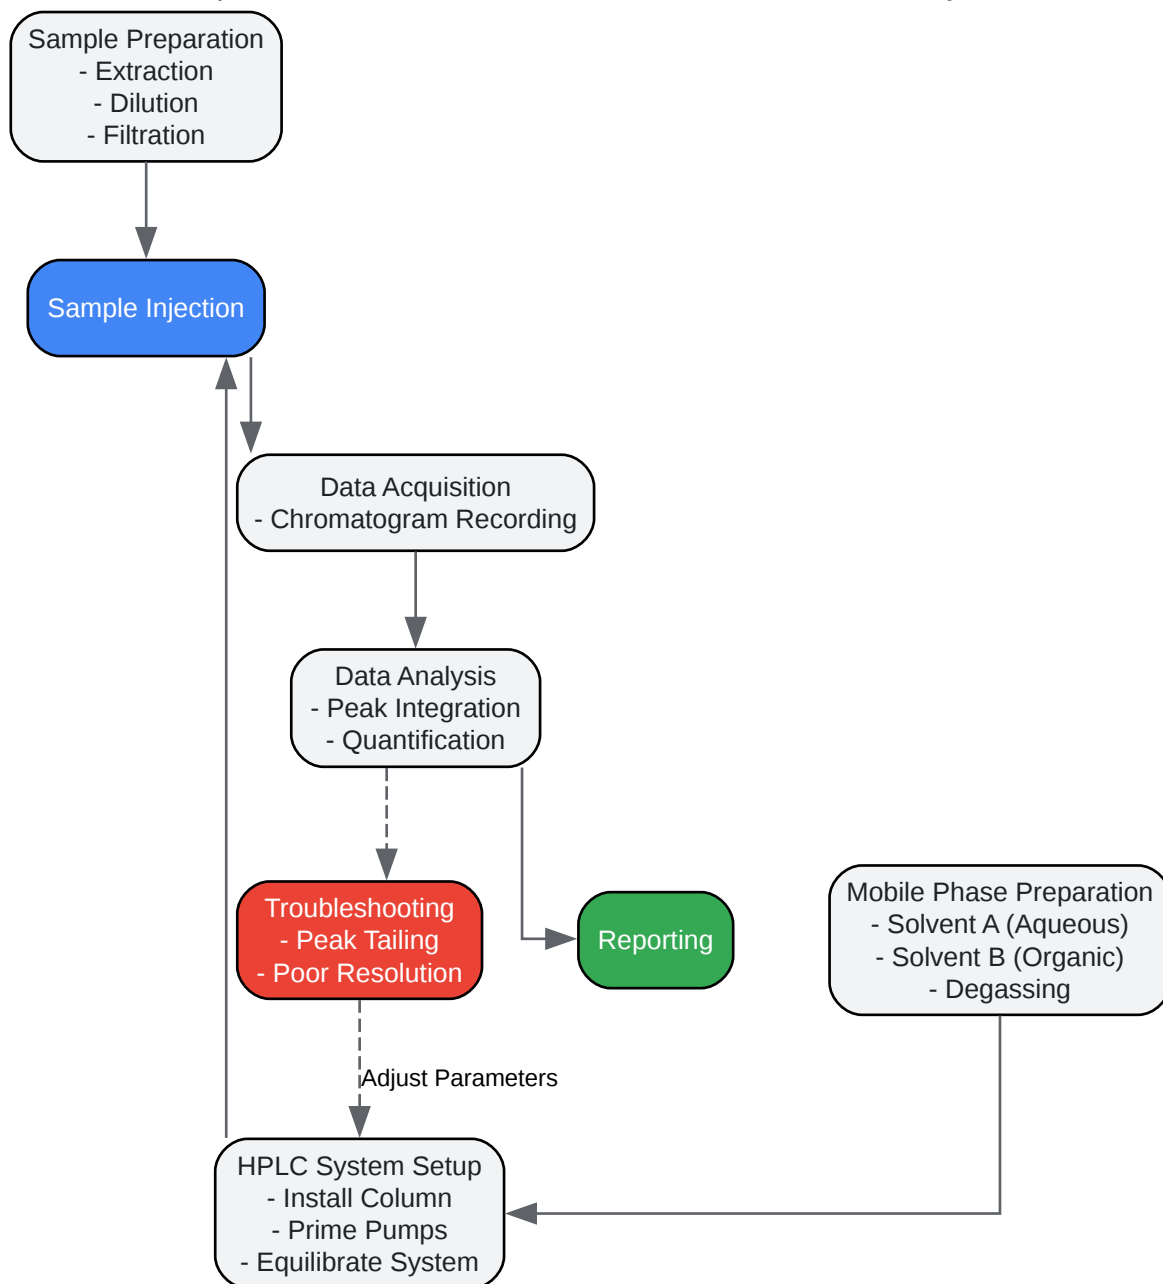 Sample Preparation
- Extraction
- Dilution
- Filtration
Sample Injection
Data Acquisition
- Chromatogram Recording
Data Analysis
- Peak Integration
- Quantification
Troubleshooting
- Peak Tailing
- Poor Resolution
Reporting
Mobile Phase Preparation
- Solvent A (Aqueous)
- Solvent B (Organic)
- Degassing
Adjust Parameters
HPLC System Setup
- Install Column
- Prime Pumps
- Equilibrate System